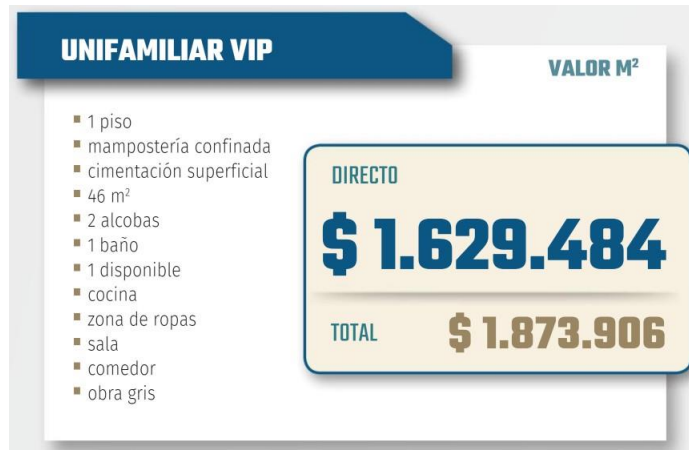 UNIFAMILIAR VIP
VALOR M²
▪ 1 piso
▪ mampostería confinada
▪ cimentación superficial
▪ 46 m²
▪ 2 alcobas
▪ 1 baño
▪ 1 disponible
▪ cocina
▪ zona de ropas
▪ sala
▪ comedor
▪ obra gris
DIRECTO
$ 1.629.484
TOTAL
$ 1.873.906